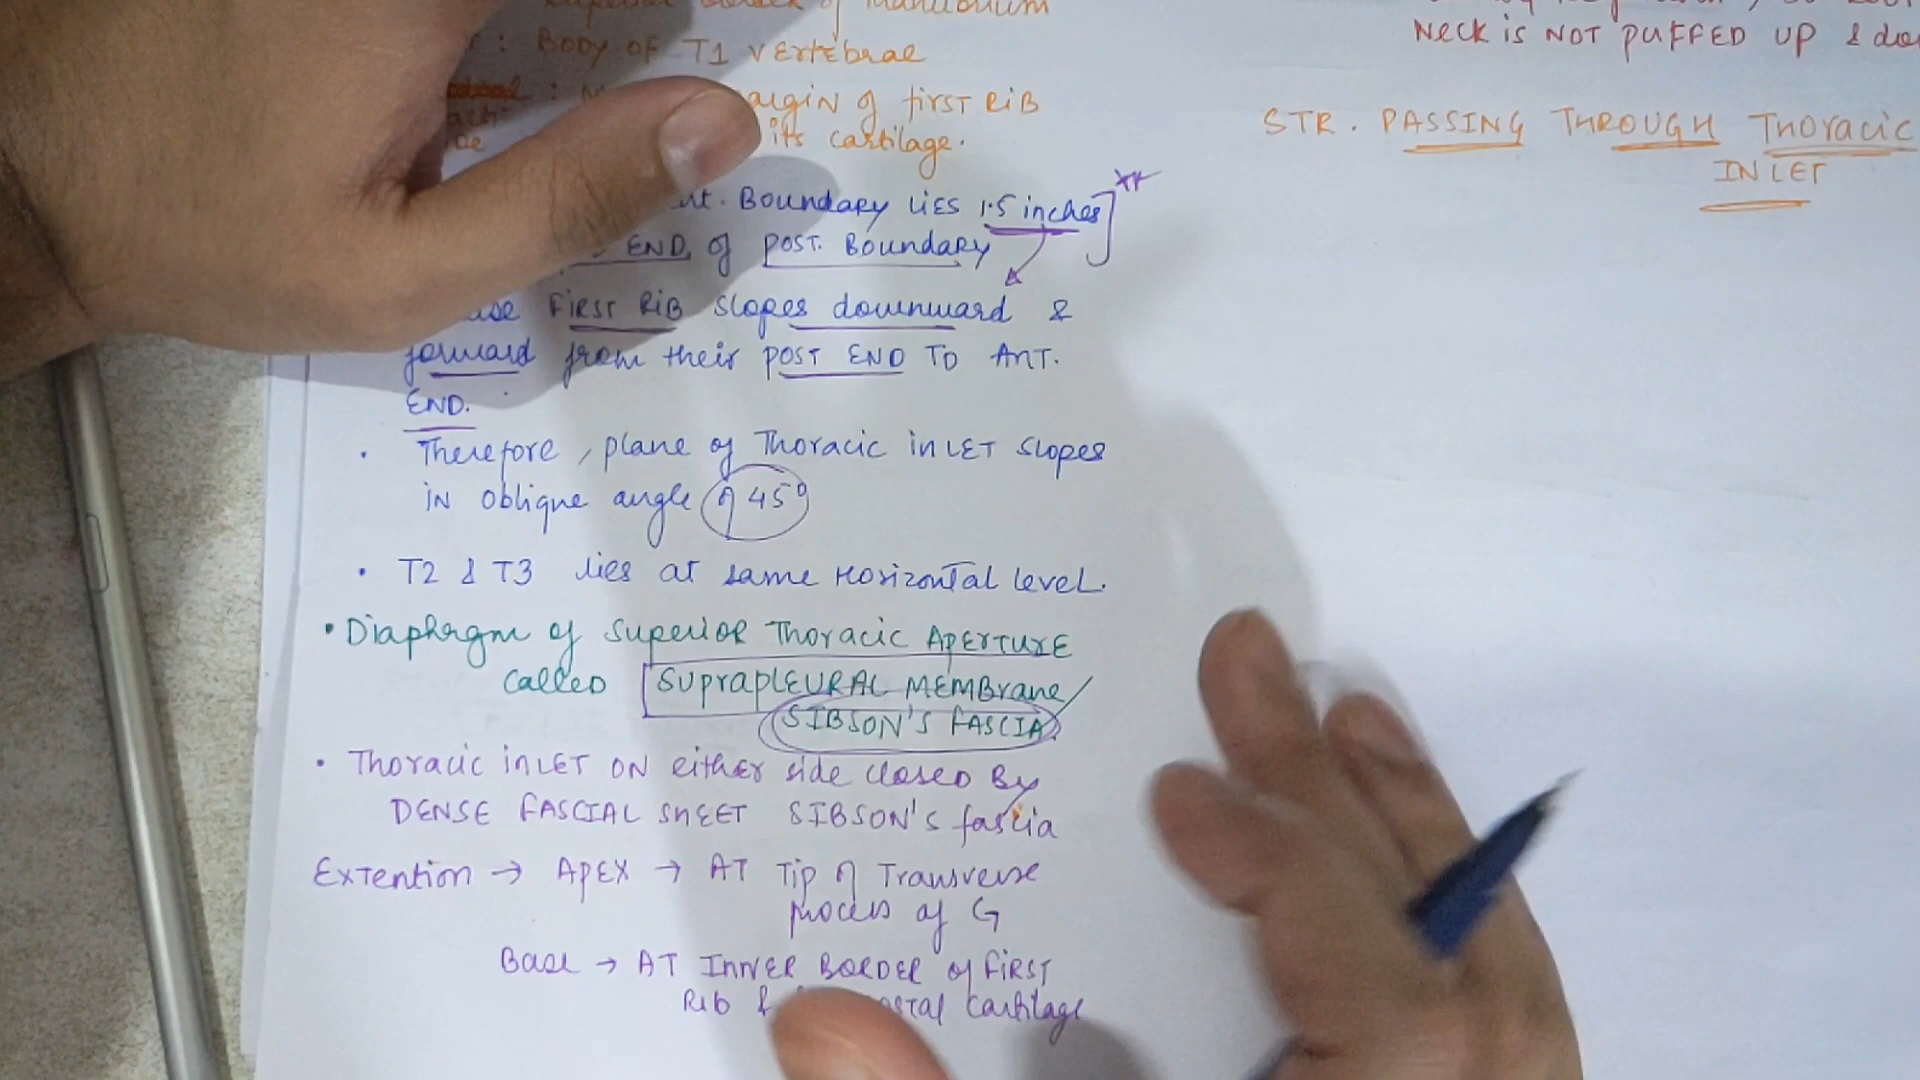 Manubrium
: BODY OF T1 vertebrae
argin of first RiB
its cartilage.
nt. Boundary lies 1.5 inches] **
END of POST. Boundary
use First RiB slopes downward &
forward from their POST END TO ANT.
END.
. Therefore, plane of Thoracic inLET slopes
in oblique angle of 45°
• T2 & T3 lies at same Horizontal level.
• Diaphragm of Superior Thoracic APERTURE
called SuprapLEURAL MEMBrane/
SIBSON'S FASCIA.
• Thoracic inLET ON either side closed By
DENSE FASCIAL SHEET SIBSON'S fascia
Extention → APEX → AT Tip of Transverse
process of C7
Base → AT INNER BORDER of FIRST
Rib & ostal Cartilage
Neck is NOT PUFFED UP &
STR. PASSING THROUGH Thoracic
INLET